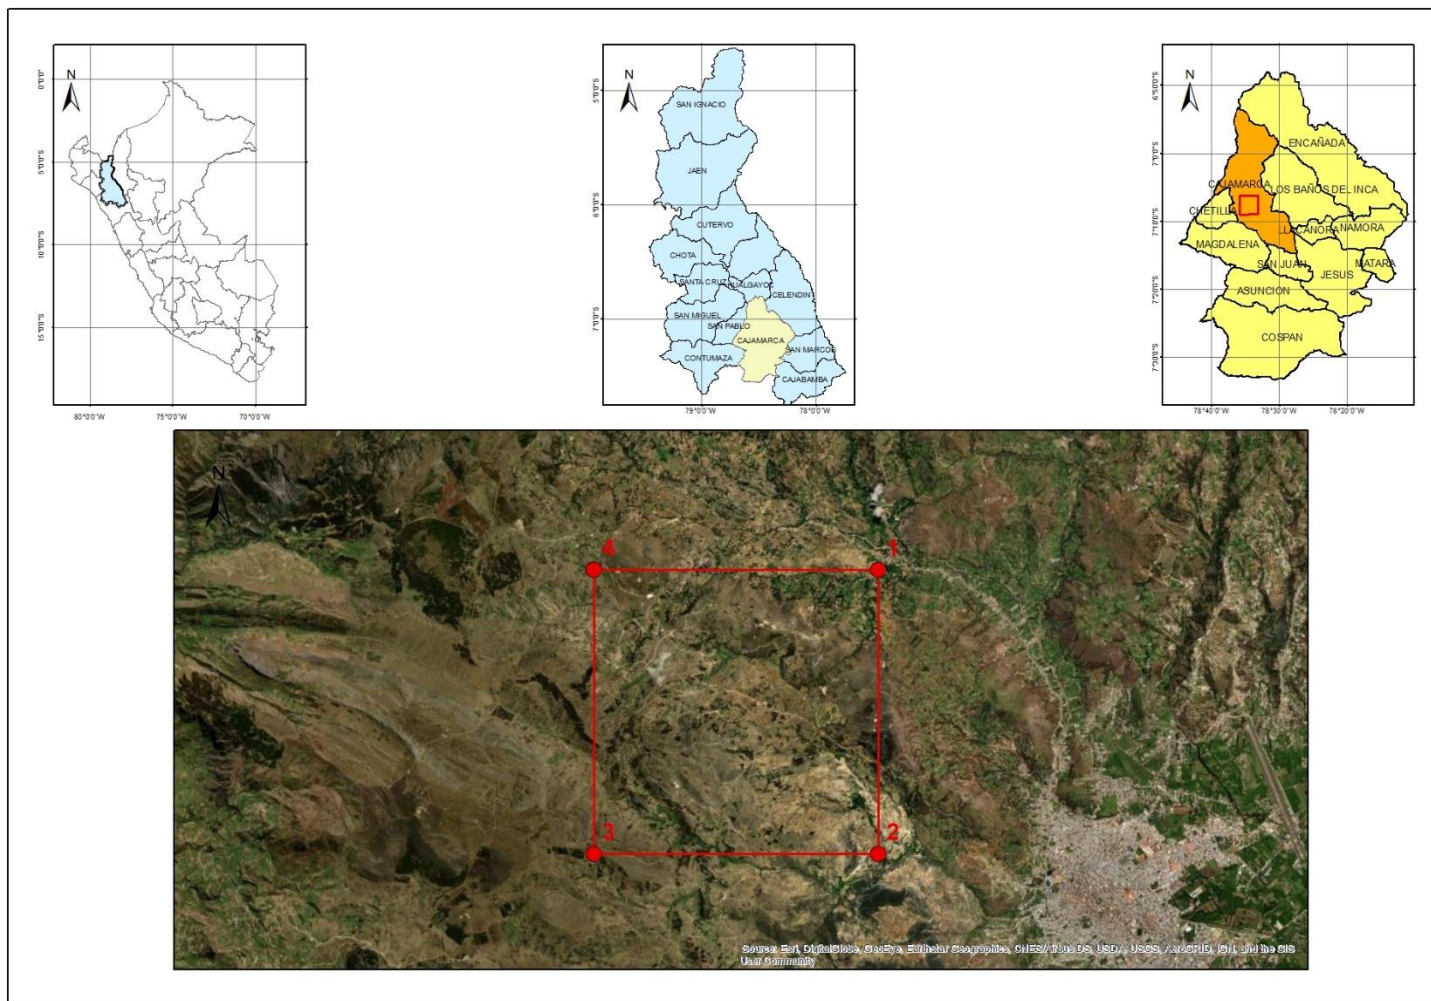 N
0°0'0"
5°0'0"S
10°0'0"S
15°0'0"S
80°0'0"W
75°0'0"W
70°0'0"W
N
5°0'0"S
6°0'0"S
7°0'0"S
79°0'0"W
78°0'0"W
SAN IGNACIO
JAEN
CUTERVO
CHOTA
SANTA CRUZ
HUALGAYOC
CELENDIN
SAN MIGUEL
SAN PABLO
CAJAMARCA
SAN MARCOS
CONTUMAZA
CAJABAMBA
N
6°50'0"S
7°0'0"S
7°10'0"S
7°20'0"S
7°30'0"S
78°40'0"W
78°30'0"W
78°20'0"W
ENCAÑADA
CAJAMARCA
LOS BAÑOS DEL INCA
CHETILLA
LLACANORA
NAMORA
MAGDALENA
SAN JUAN
MATARA
JESUS
ASUNCION
COSPAN
N
4
1
3
2
Source: Esri, DigitalGlobe, GeoEye, Earthstar Geographics, CNES/Airbus DS, USDA, USGS, AeroGRID, IGN, and the GIS
User Community